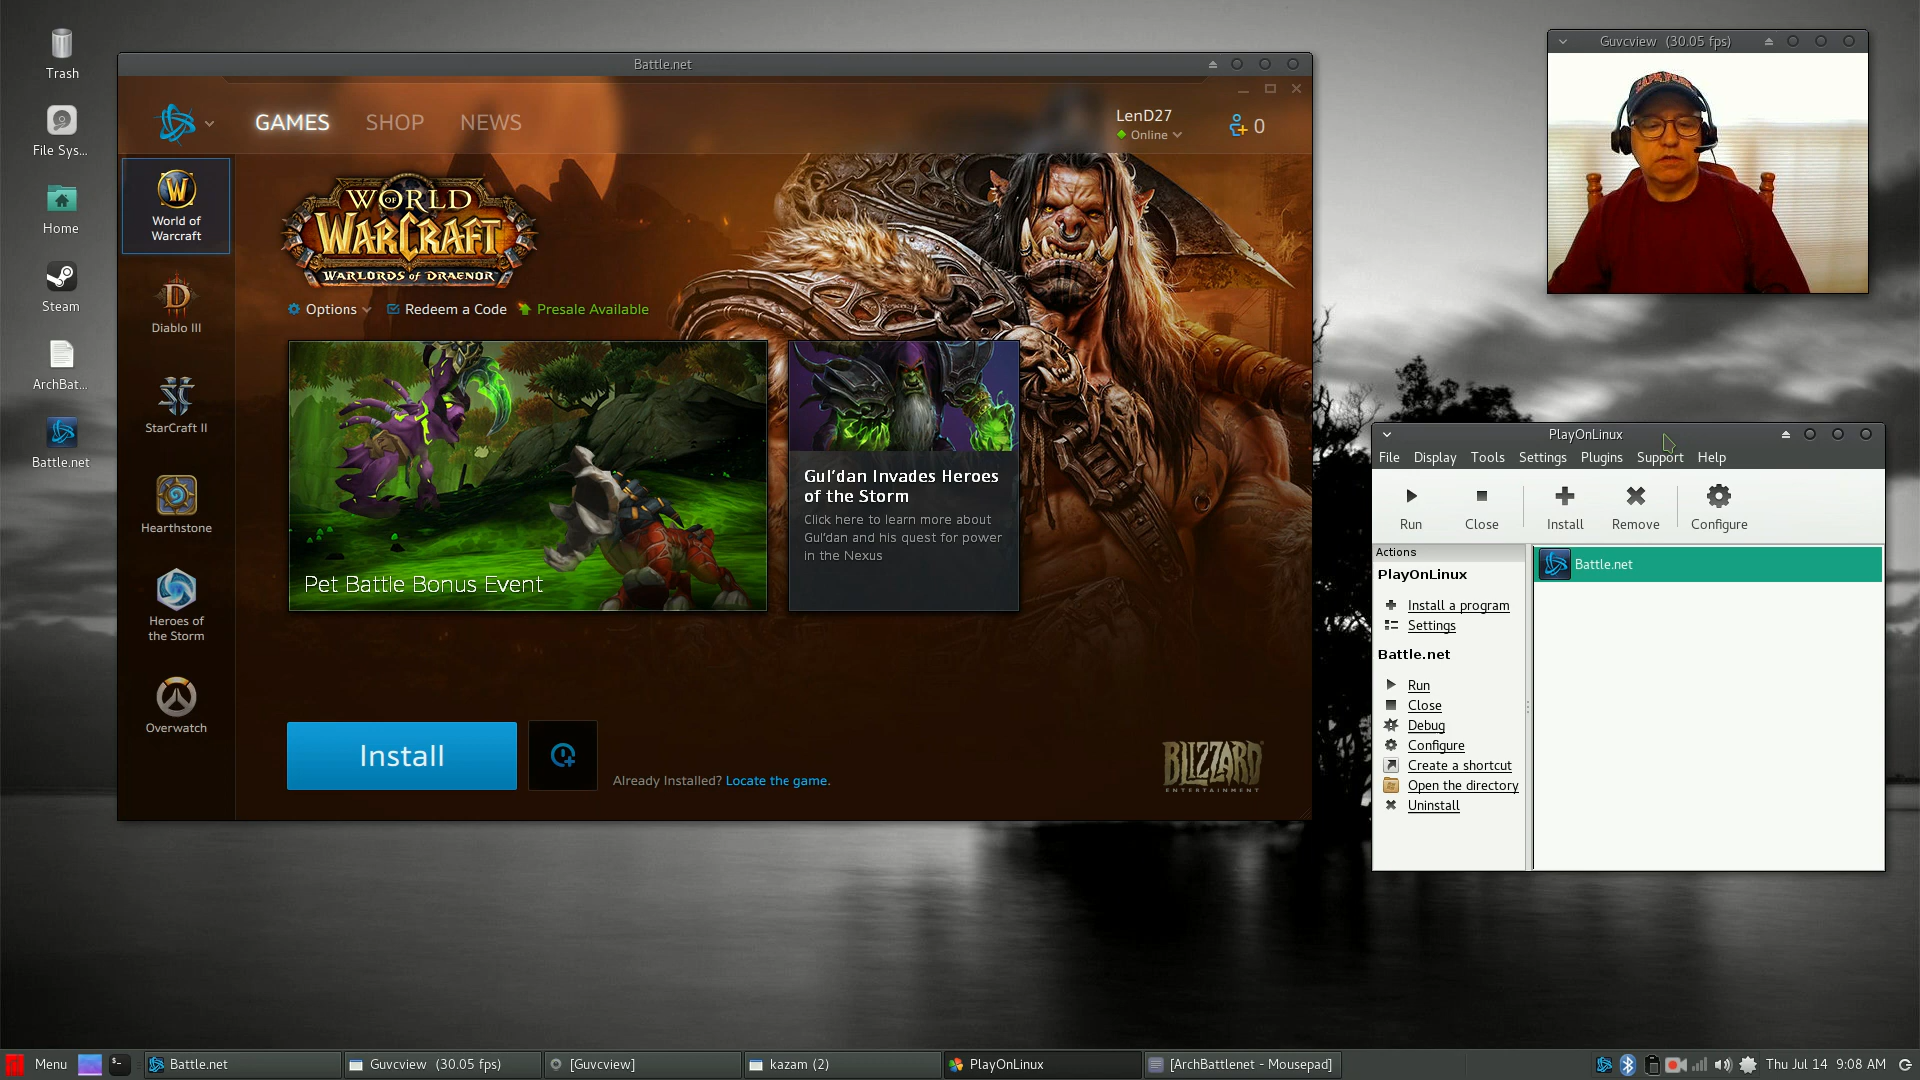 Trash
File Sys...
Home
Steam
ArchBat...
Battle.net
Battle.net
GAMES
SHOP
NEWS
LenD27
Online
0
World of
Warcraft
Diablo III
StarCraft II
Hearthstone
Heroes of
the Storm
Overwatch
WORLD
OF
WARCRAFT
WARLORDS OF DRAENOR
Options
Redeem a Code
Presale Available
Pet Battle Bonus Event
Gul'dan Invades Heroes
of the Storm
Click here to learn more about
Gul'dan and his quest for power
in the Nexus
Install
Already Installed? Locate the game.
BLIZZARD
ENTERTAINMENT
Guvcview (30.05 fps)
PlayOnLinux
File Display Tools Settings Plugins Support Help
Run
Close
Install
Remove
Configure
Actions
PlayOnLinux
Install a program
Settings
Battle.net
Run
Close
Debug
Configure
Create a shortcut
Open the directory
Uninstall
Battle.net
Menu
Battle.net
Guvcview (30.05 fps)
[Guvcview]
kazam (2)
PlayOnLinux
[ArchBattlenet - Mousepad]
Thu Jul 14 9:08 AM